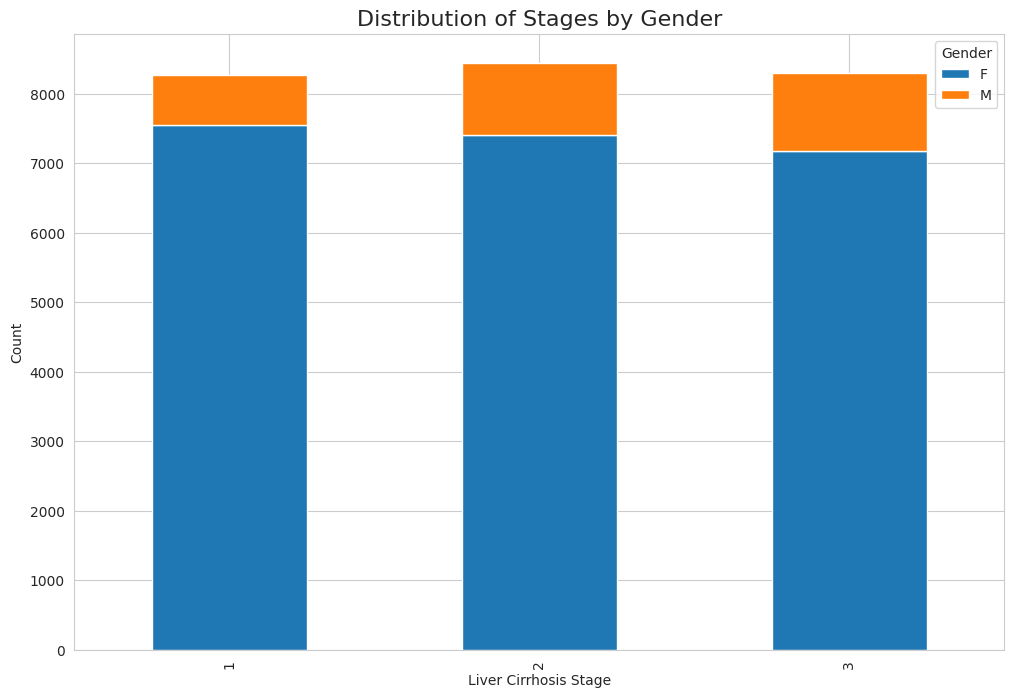 Distribution of Stages by Gender
Gender
F
M
Count
8000
7000
6000
5000
4000
3000
2000
1000
0
1
2
3
Liver Cirrhosis Stage